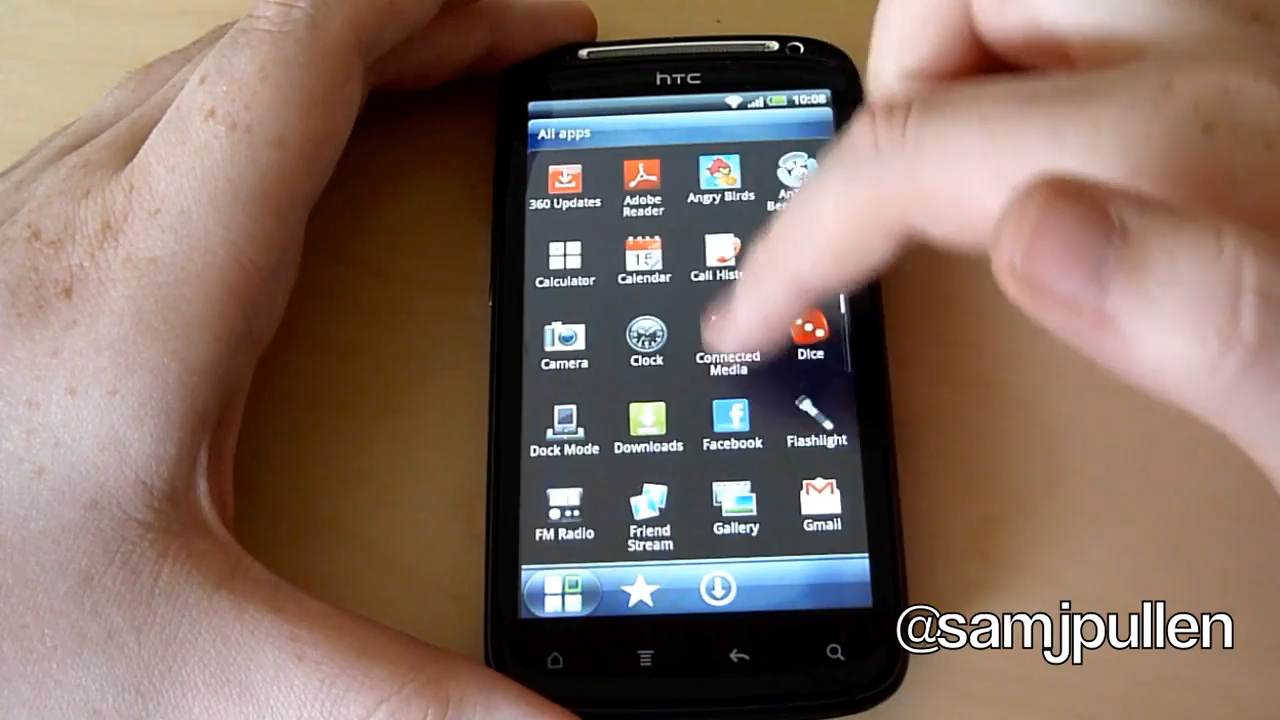 hTC
10:08
All apps
360 Updates
Adobe
Reader
Angry Birds
Calculator
Calendar
15
Call
Camera
Clock
Connected
Media
Dice
Dock Mode
Downloads
Facebook
Flashlight
FM Radio
Friend
Stream
Gallery
Gmail
@samjpullen